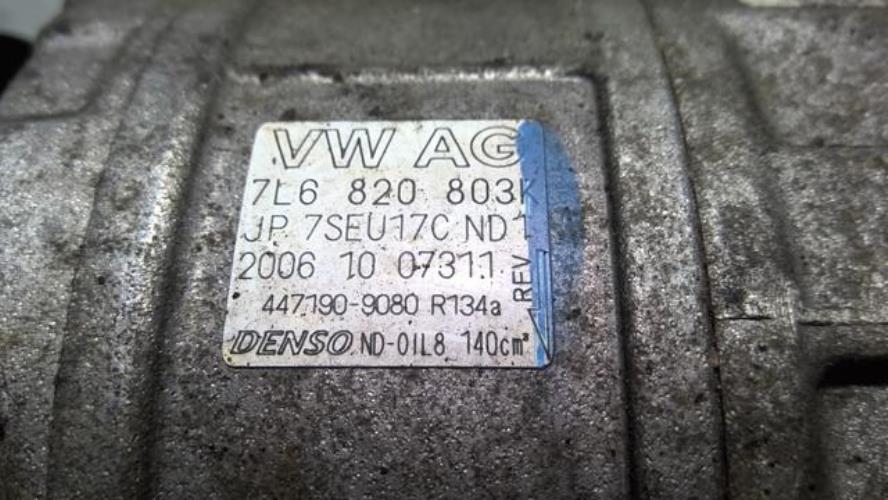 VW AG
7L6 820 803K
JP 7SEU17C ND1
2006 10 07311
447190-9080 R134a
DENSO ND-OIL8 140cm³
REV